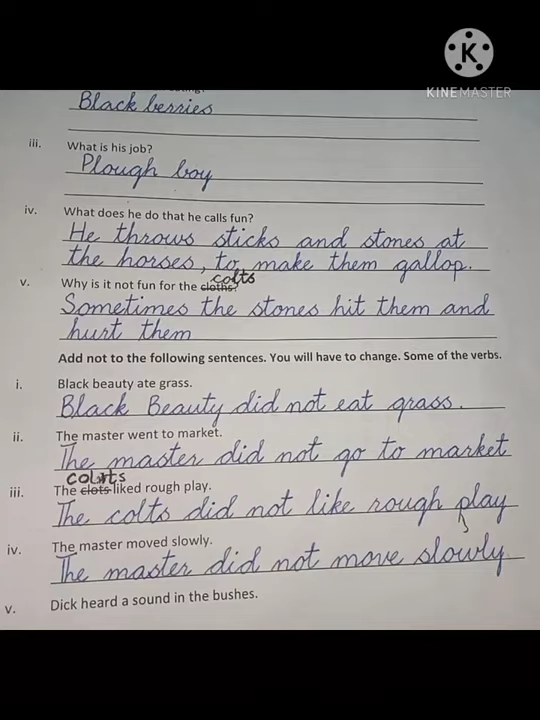 K
KINEMASTER
Black berries
iii. What is his job?
Plough boy
iv. What does he do that he calls fun?
He throws sticks and stones at
the horses, to make them gallop.
colts
v. Why is it not fun for the cloths?
Sometimes the stones hit them and
hurt them
Add not to the following sentences. You will have to change. Some of the verbs.
i. Black beauty ate grass.
Black Beauty did not eat grass.
ii. The master went to market.
The master did not go to market
colts
iii. The clots liked rough play.
The colts did not like rough play
iv. The master moved slowly.
The master did not move slowly
v. Dick heard a sound in the bushes.